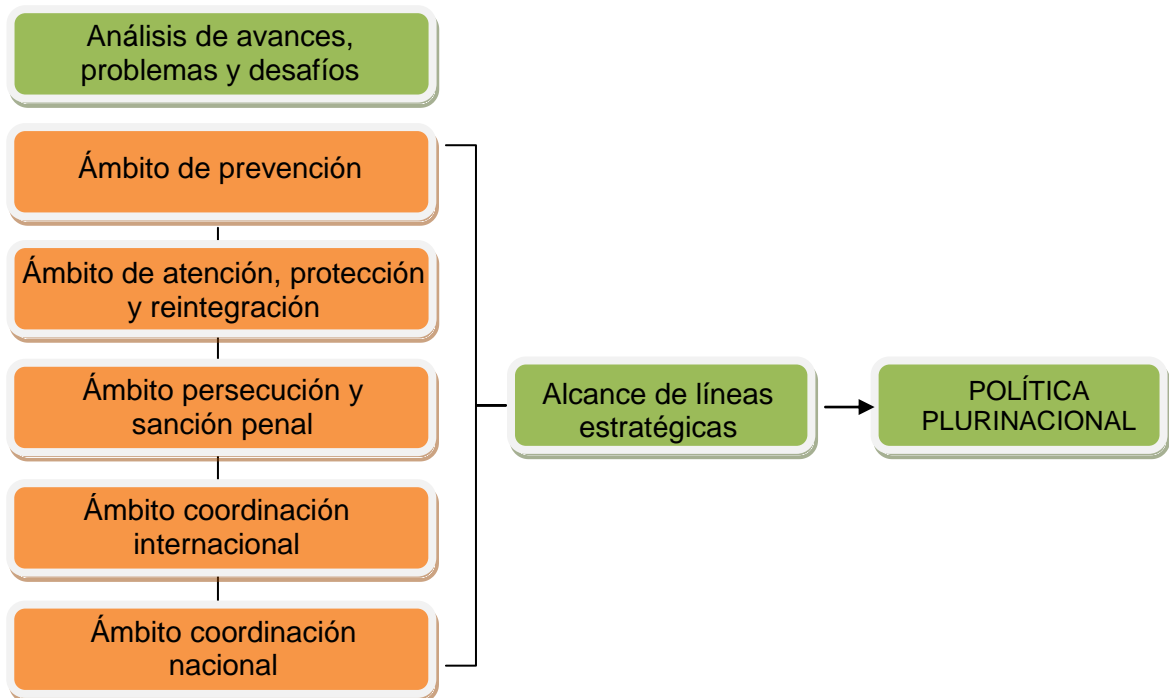 Análisis de avances,
problemas y desafíos
Ámbito de prevención
Ámbito de atención, protección
y reintegración
Ámbito persecución y
sanción penal
Ámbito coordinación
internacional
Ámbito coordinación
nacional
Alcance de líneas
estratégicas
POLÍTICA
PLURINACIONAL